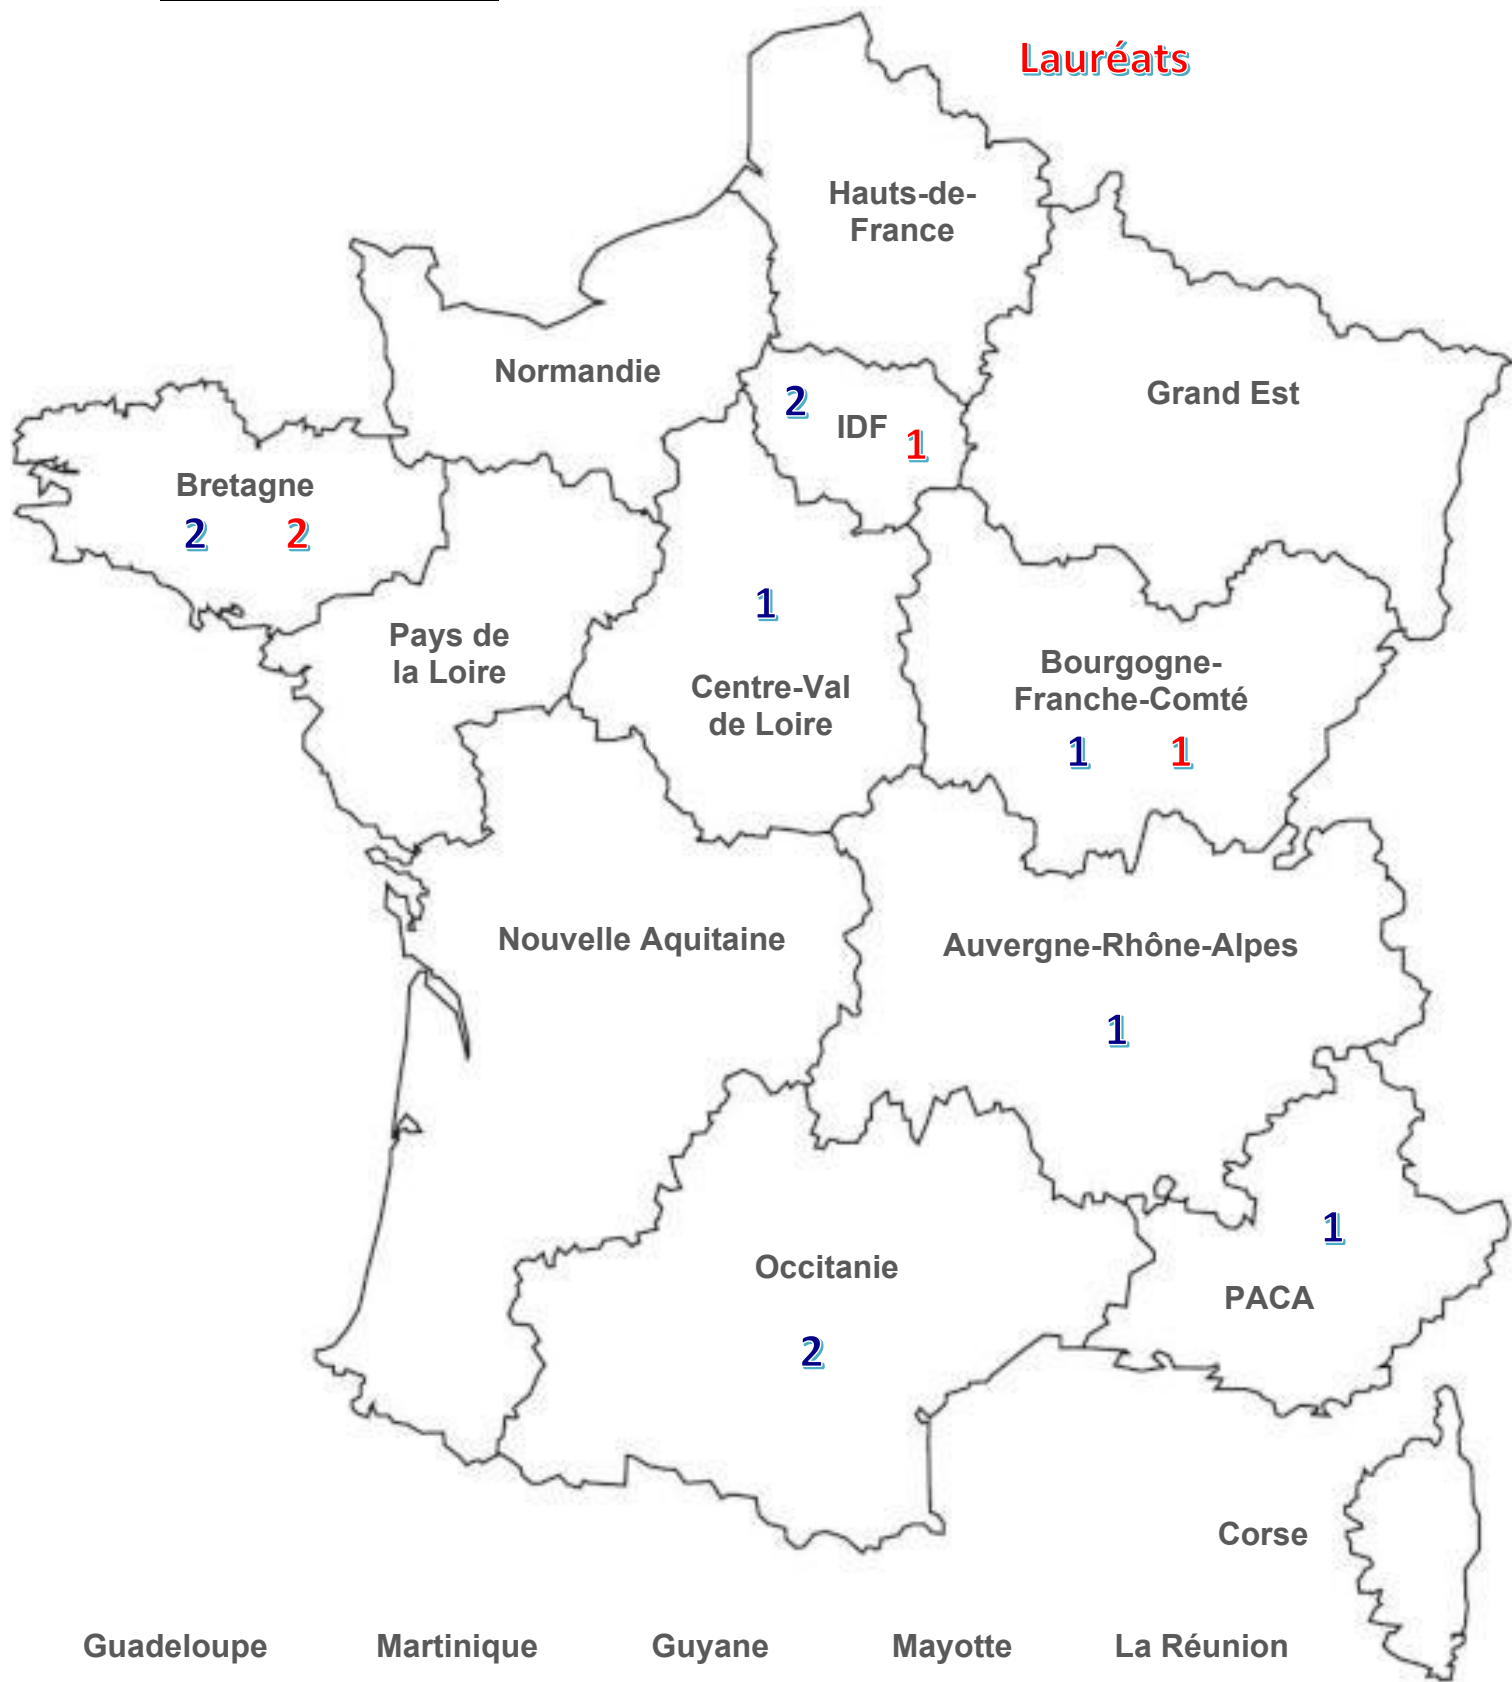 Lauréats
Hauts-de-
France
Normandie
Grand Est
2
IDF
1
Bretagne
2 2
1
Pays de
la Loire
Centre-Val
de Loire
Bourgogne-
Franche-Comté
1 1
Nouvelle Aquitaine
Auvergne-Rhône-Alpes
1
1
Occitanie
PACA
2
Corse
Guadeloupe Martinique Guyane Mayotte La Réunion